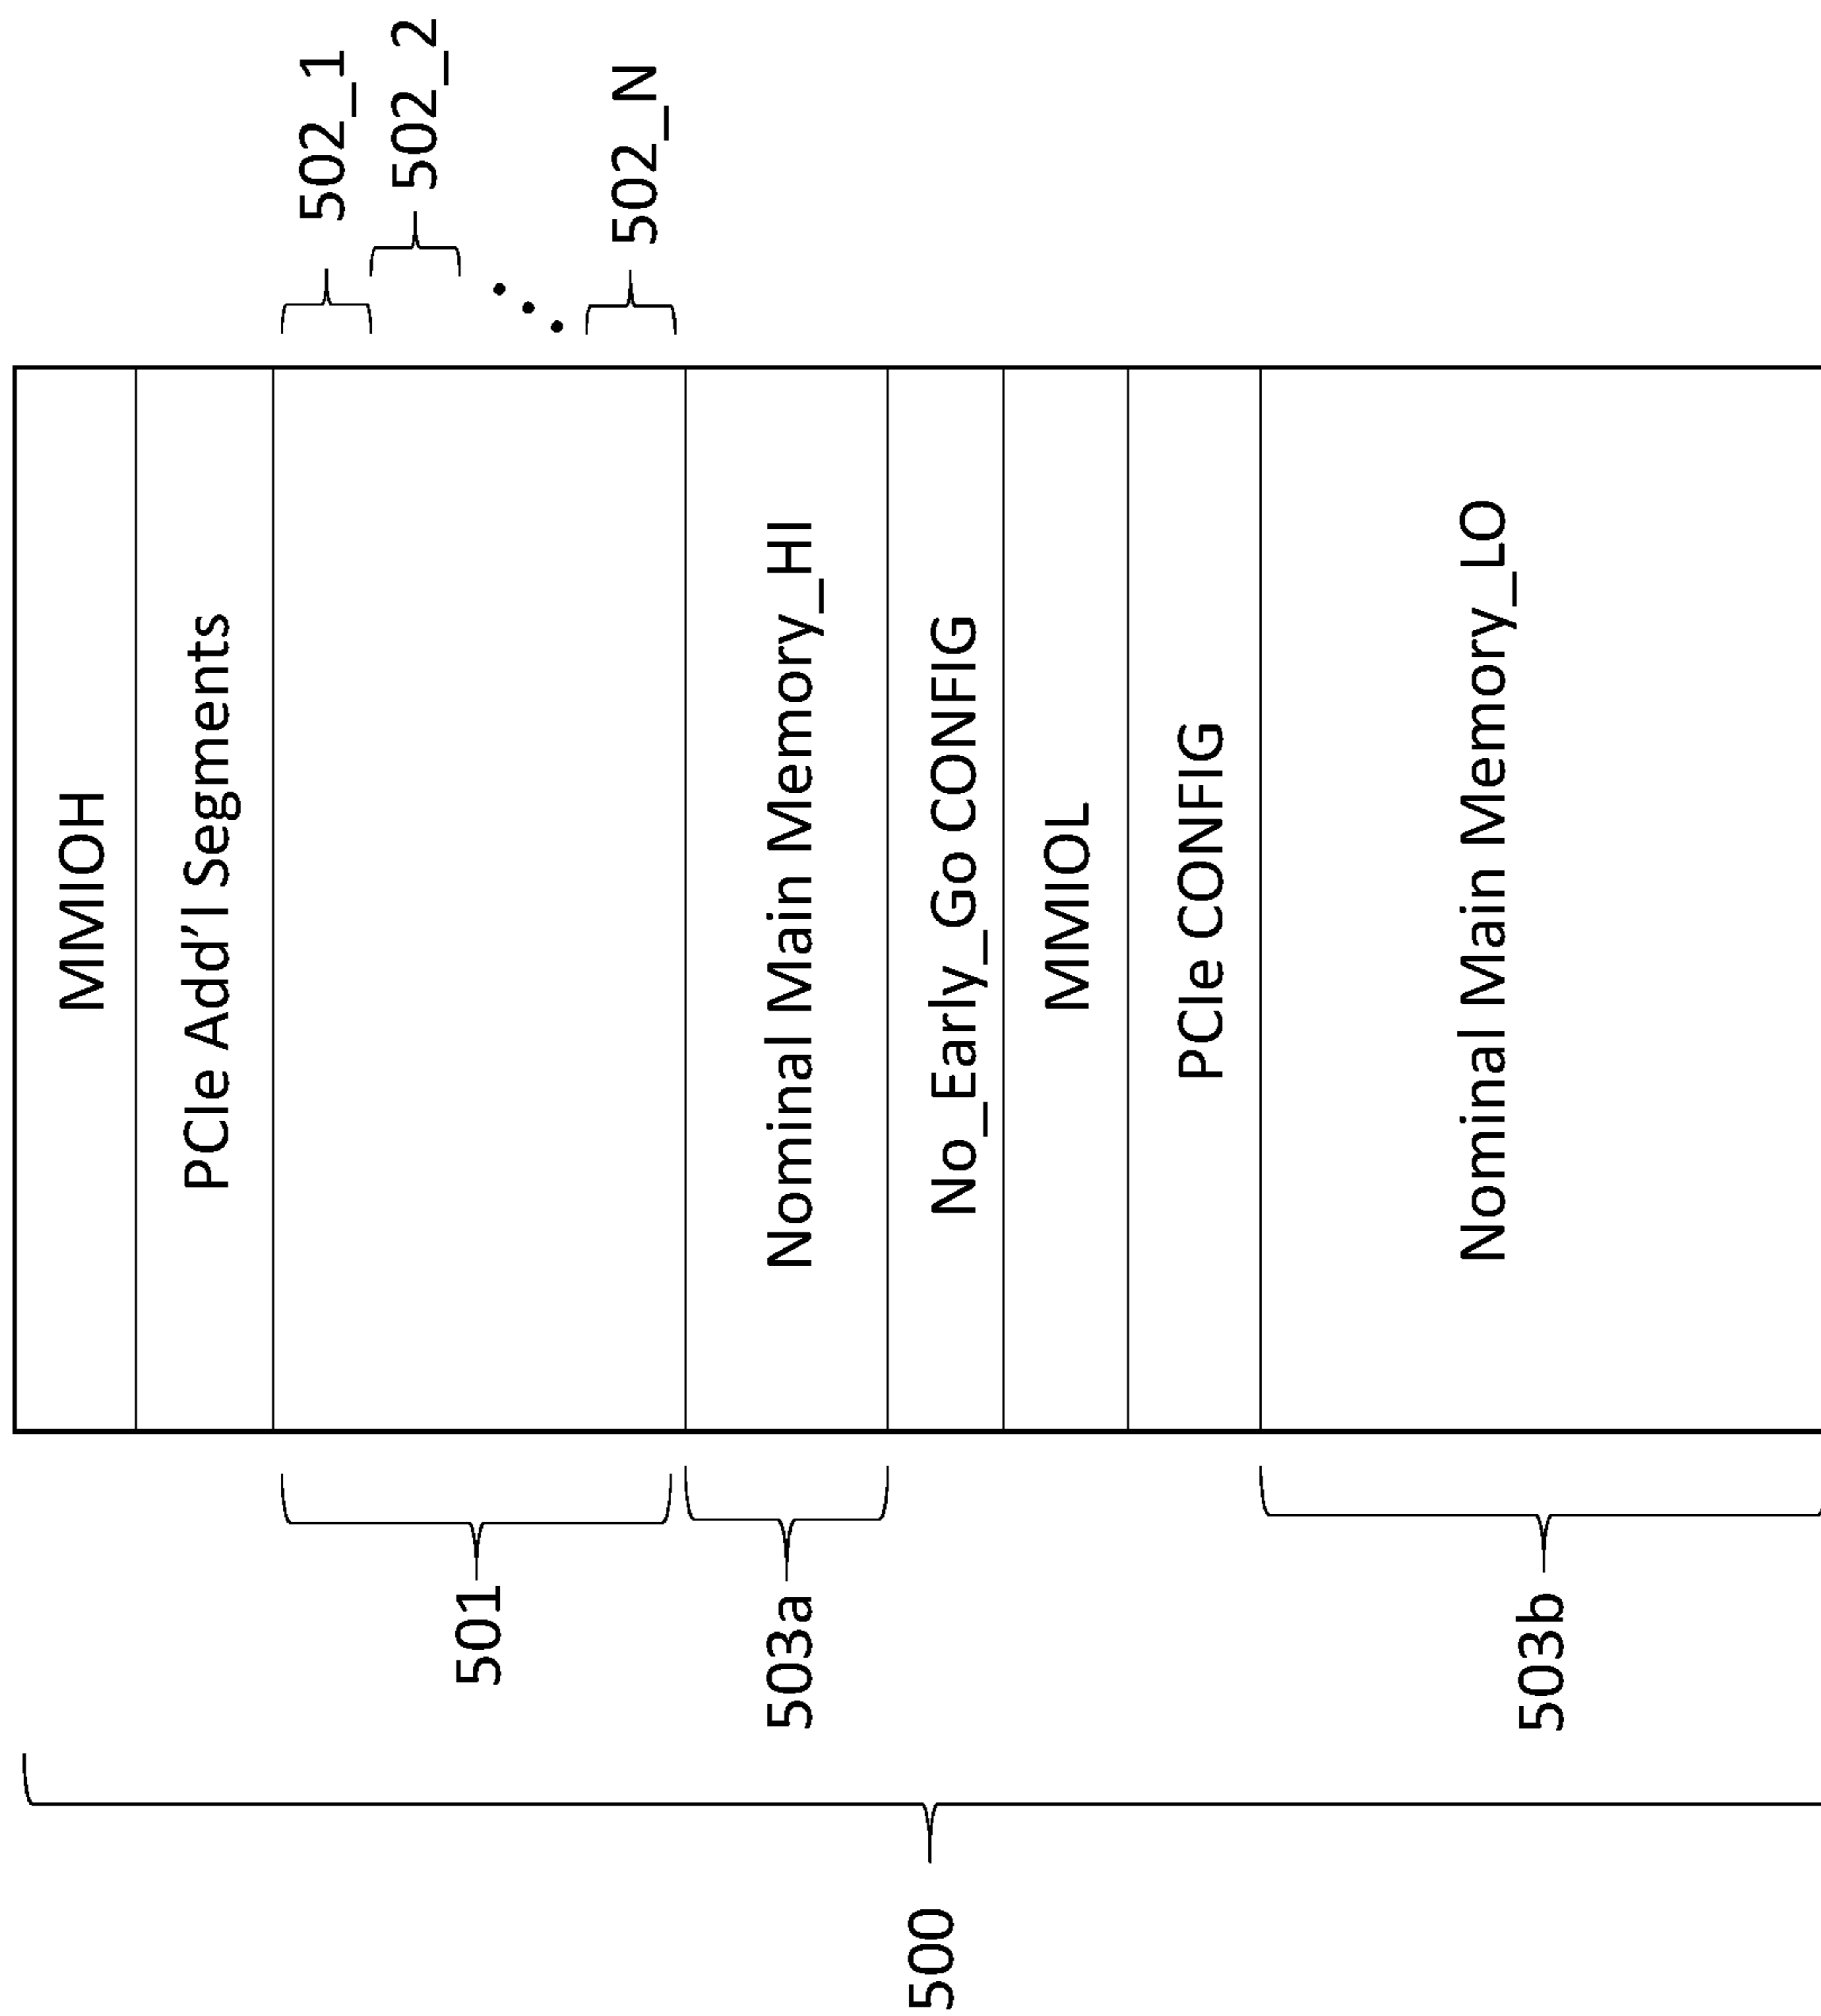 MMIOH
PCIe Add’l Segments
Nominal Main Memory_HI
No_Early_Go CONFIG
MMIOL
PCIe CONFIG
Nominal Main Memory_LO
502_1
502_2
502_N
501
503a
503b
500